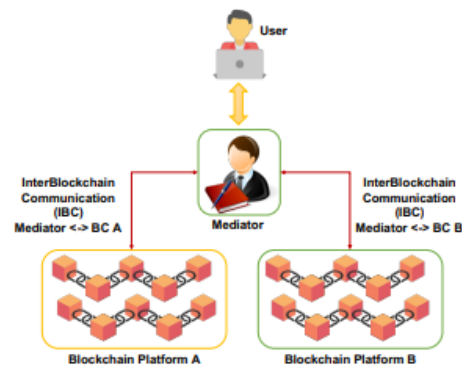 User
InterBlockchain
Communication
(IBC)
Mediator <-> BC A
Mediator
InterBlockchain
Communication
(IBC)
Mediator <-> BC B
Blockchain Platform A
Blockchain Platform B